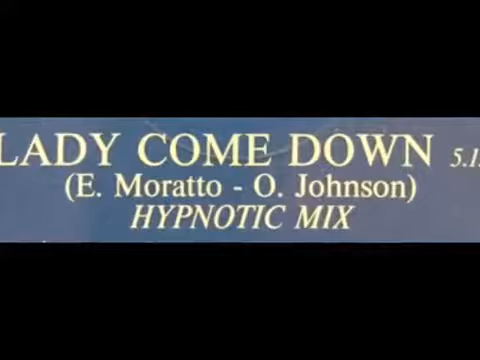 LADY COME DOWN
(E. Moratto - O. Johnson)
HYPNOTIC MIX